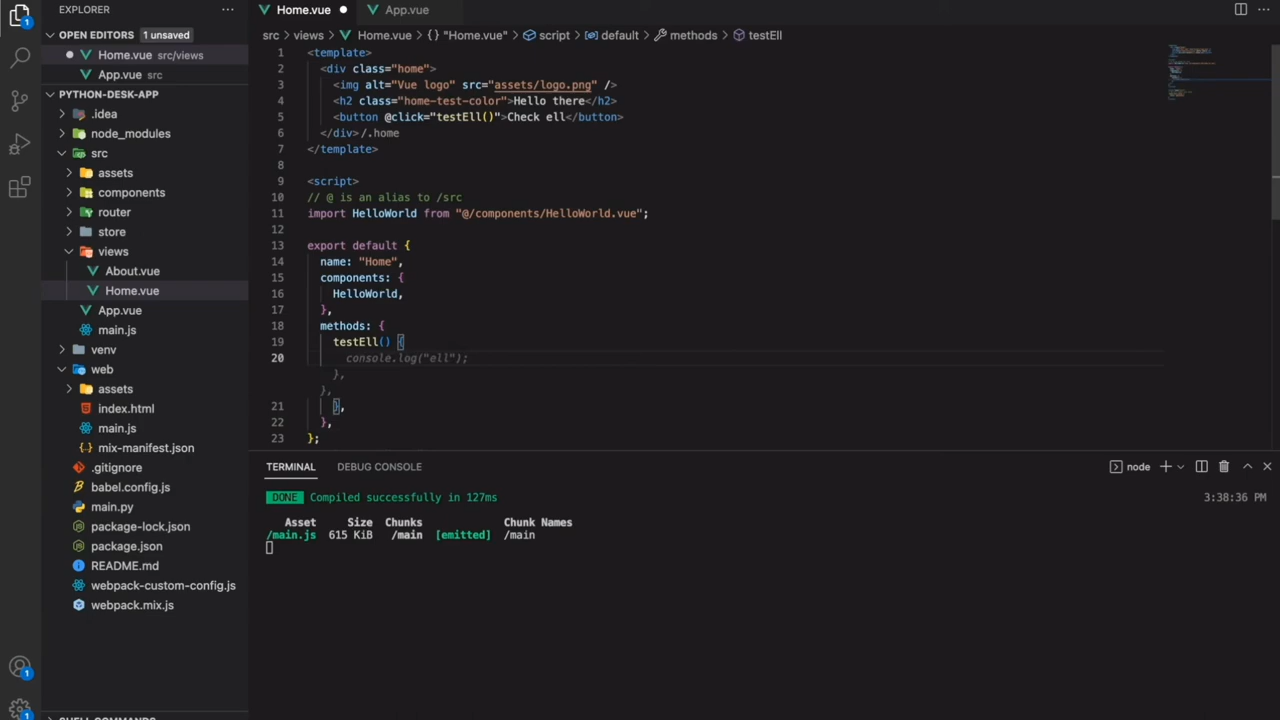 EXPLORER
OPEN EDITORS 1 unsaved
Home.vue src/views
App.vue src
PYTHON-DESK-APP
.idea
node_modules
src
assets
components
router
store
views
About.vue
Home.vue
App.vue
main.js
venv
web
assets
index.html
main.js
mix-manifest.json
.gitignore
babel.config.js
main.py
package-lock.json
package.json
README.md
webpack-custom-config.js
webpack.mix.js
1
1
1
Home.vue App.vue
src > views > Home.vue > {} "Home.vue" > script > default > methods > testEll
1 <template>
2 <div class="home">
3 <img alt="Vue logo" src="assets/logo.png" />
4 <h2 class="home-test-color">Hello there</h2>
5 <button @click="testEll()">Check ell</button>
6 </div>/.home
7 </template>
8
9 <script>
10 // @ is an alias to /src
11 import HelloWorld from "@/components/HelloWorld.vue";
12
13 export default {
14 name: "Home",
15 components: {
16 HelloWorld,
17 },
18 methods: {
19 testEll() {
20 console.log("ell");
},
},
21 },
22 },
23 };
TERMINAL DEBUG CONSOLE node
DONE Compiled successfully in 127ms 3:38:36 PM
Asset Size Chunks Chunk Names
/main.js 615 KiB /main [emitted] /main